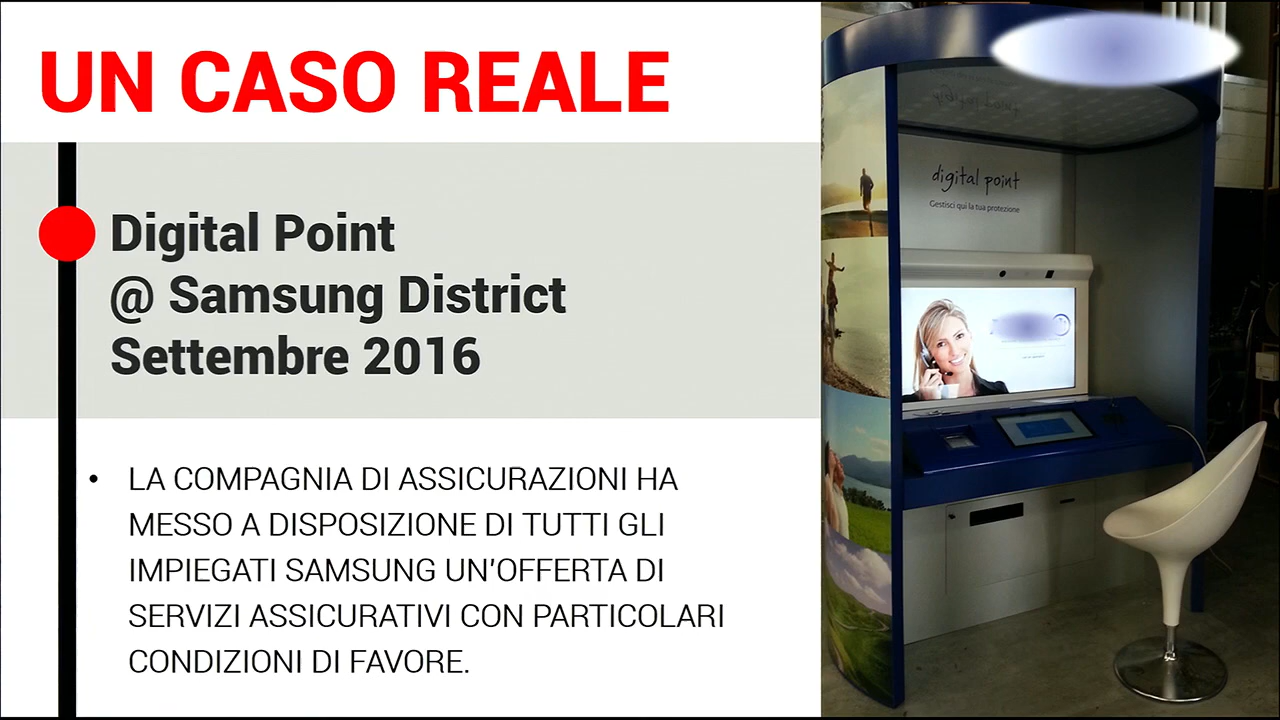 UN CASO REALE
Digital Point
@ Samsung District
Settembre 2016
• LA COMPAGNIA DI ASSICURAZIONI HA
MESSO A DISPOSIZIONE DI TUTTI GLI
IMPIEGATI SAMSUNG UN'OFFERTA DI
SERVIZI ASSICURATIVI CON PARTICOLARI
CONDIZIONI DI FAVORE.
digital point
Gestisci qui la tua protezione